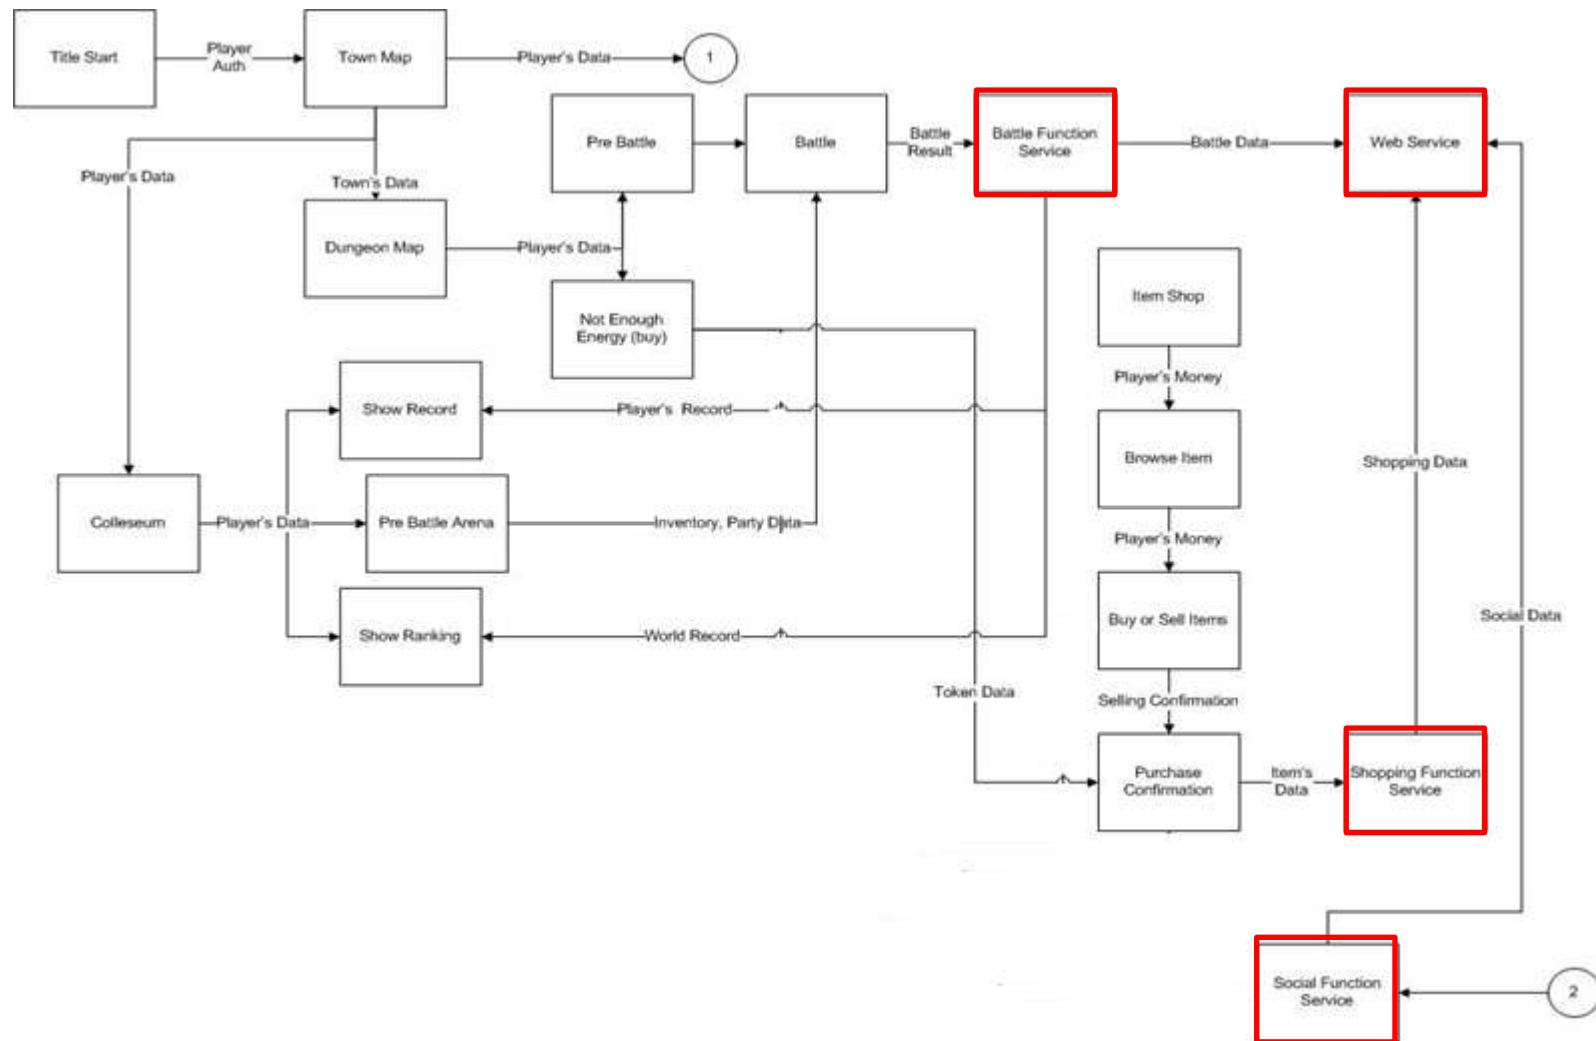 Title Start
Player
Auth
Town Map
Player's Data
1
Player's Data
Town's Data
Dungeon Map
Player's Data
Pre Battle
Battle
Battle
Result
Battle Function
Service
Battle Data
Web Service
Not Enough
Energy (buy)
Item Shop
Player's Money
Show Record
Player's Record
Browse Item
Shopping Data
Colleseum
Player's Data
Pre Battle Arena
Inventory, Party Data
Player's Money
Show Ranking
World Record
Buy or Sell Items
Social Data
Token Data
Selling Confirmation
Purchase
Confirmation
Item's
Data
Shopping Function
Service
Social Function
Service
2